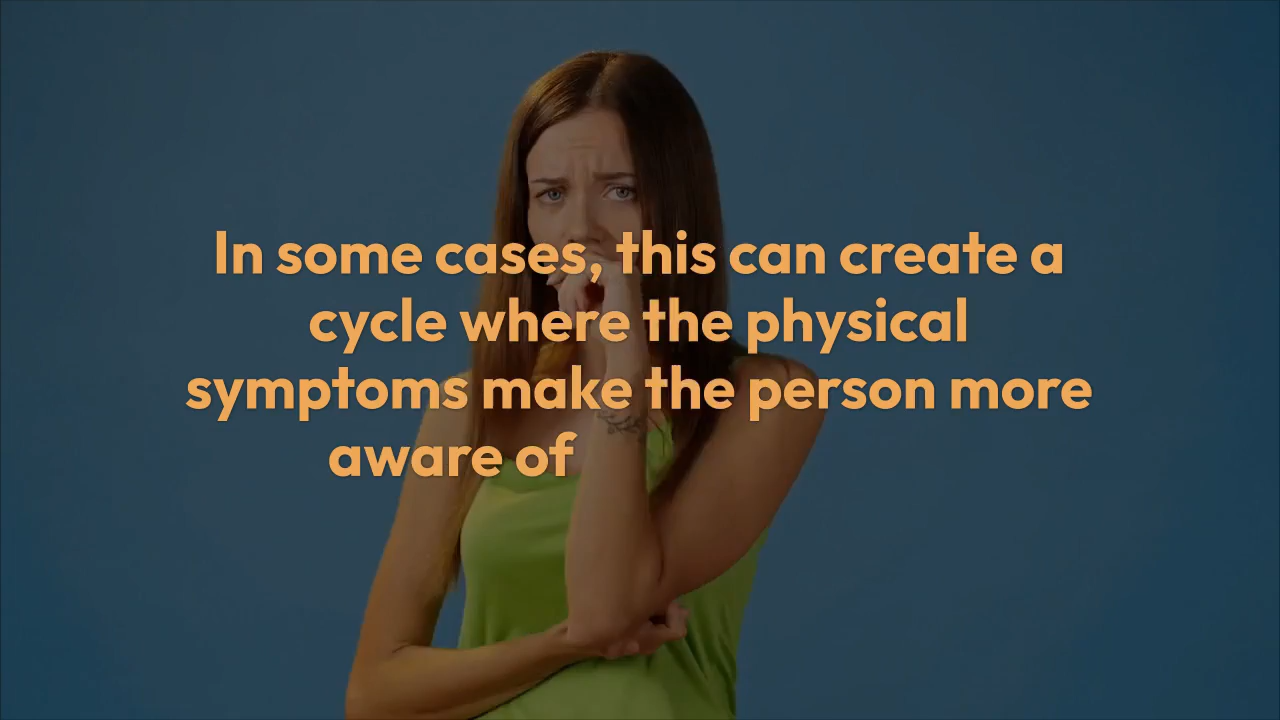 In some cases, this can create a
cycle where the physical
symptoms make the person more
aware of